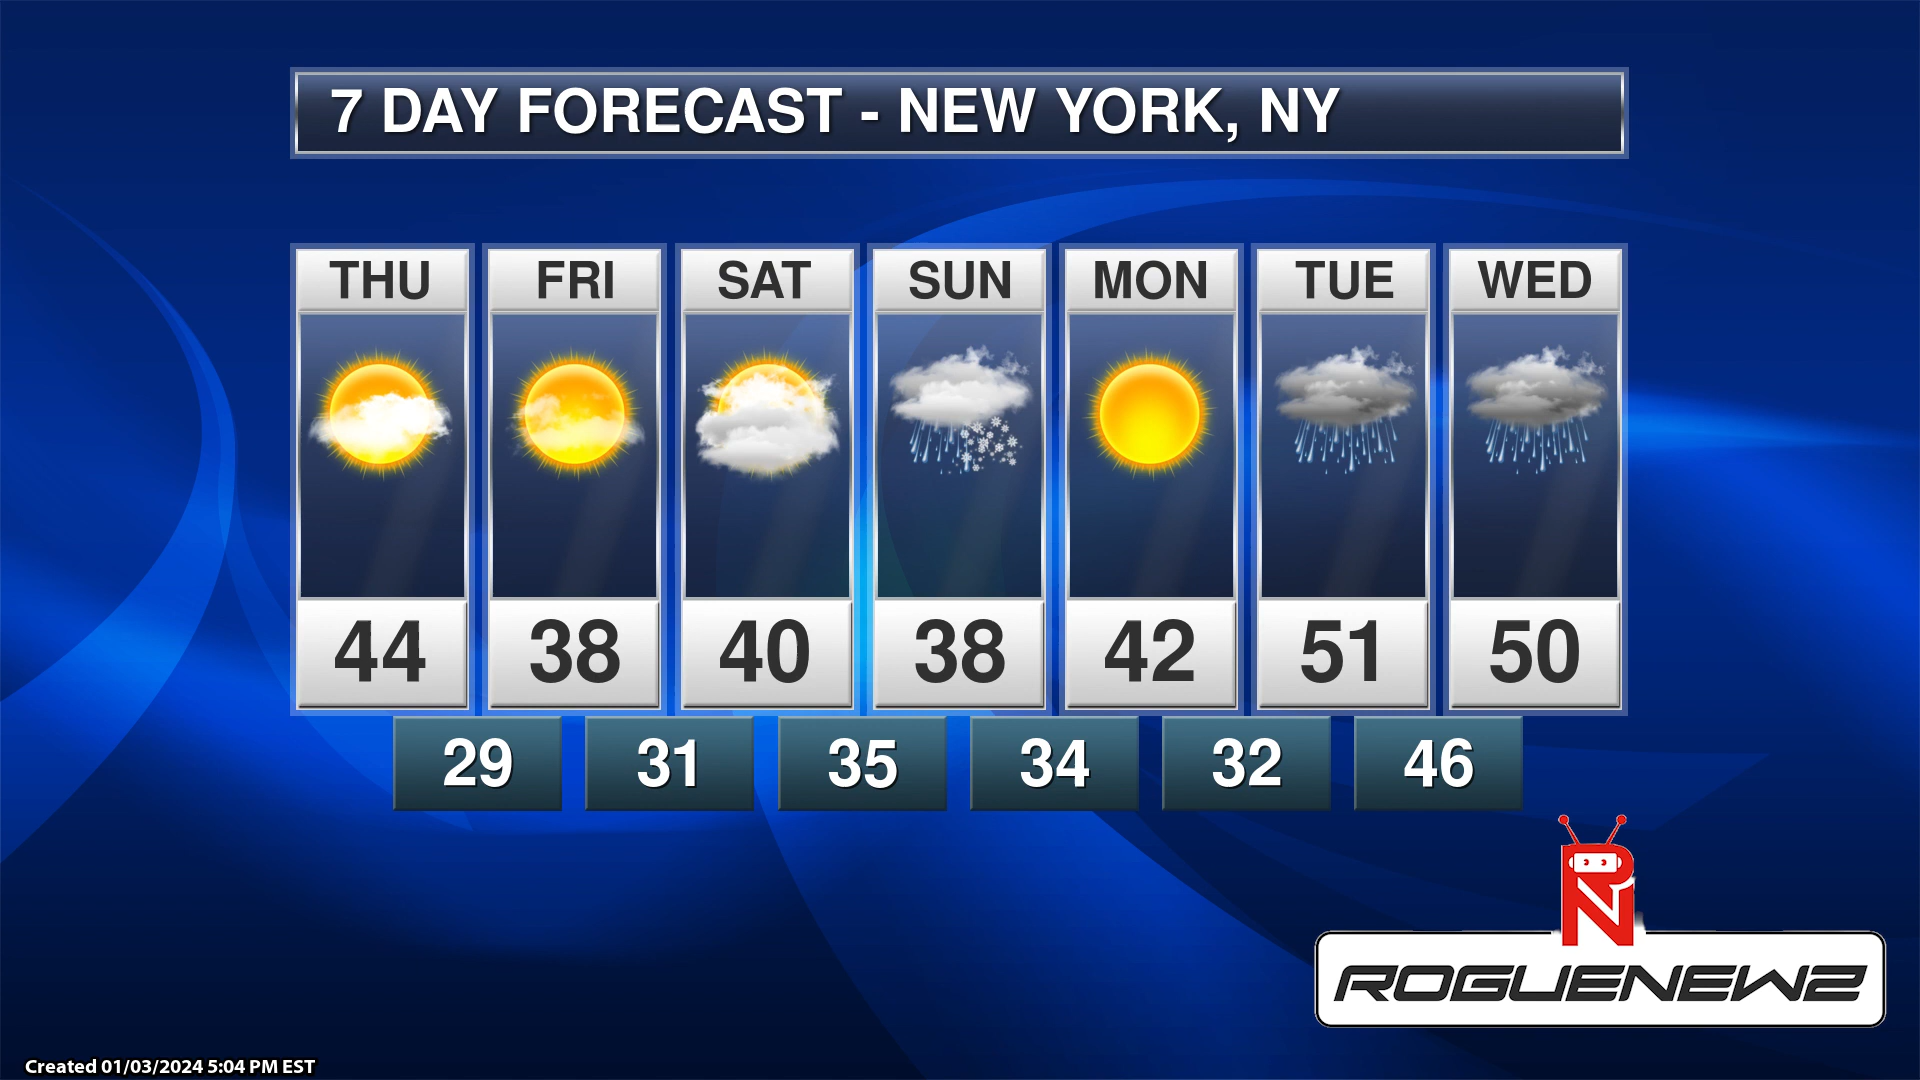 7 DAY FORECAST - NEW YORK, NY
THU FRI SAT SUN MON TUE WED
44 38 40 38 42 51 50
29 31 35 34 32 46
RN
ROGUENEWZ
Created 01/03/2024 5:04 PM EST